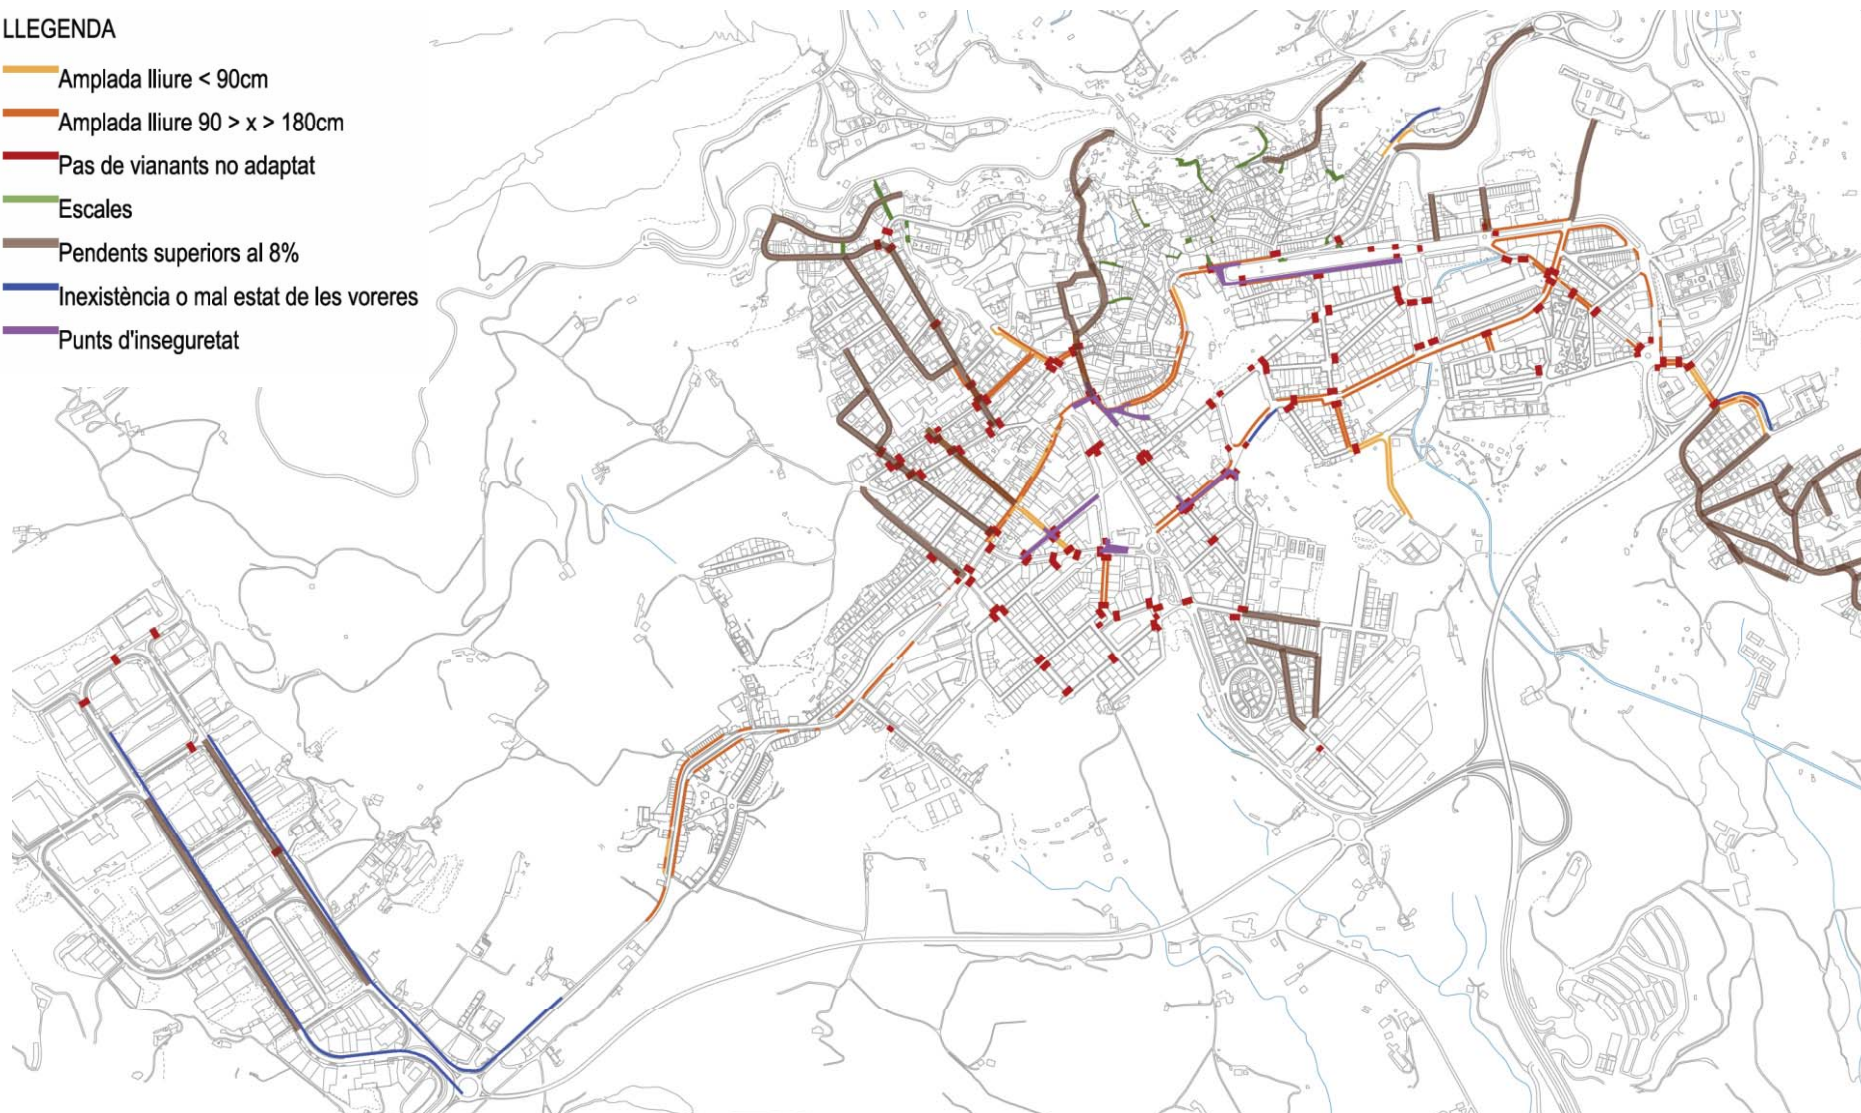 LLEGENDA
Amplada lliure < 90cm
Amplada lliure 90 > x > 180cm
Pas de vianants no adaptat
Escales
Pendents superiors al 8%
Inexistència o mal estat de les voreres
Punts d'inseguretat